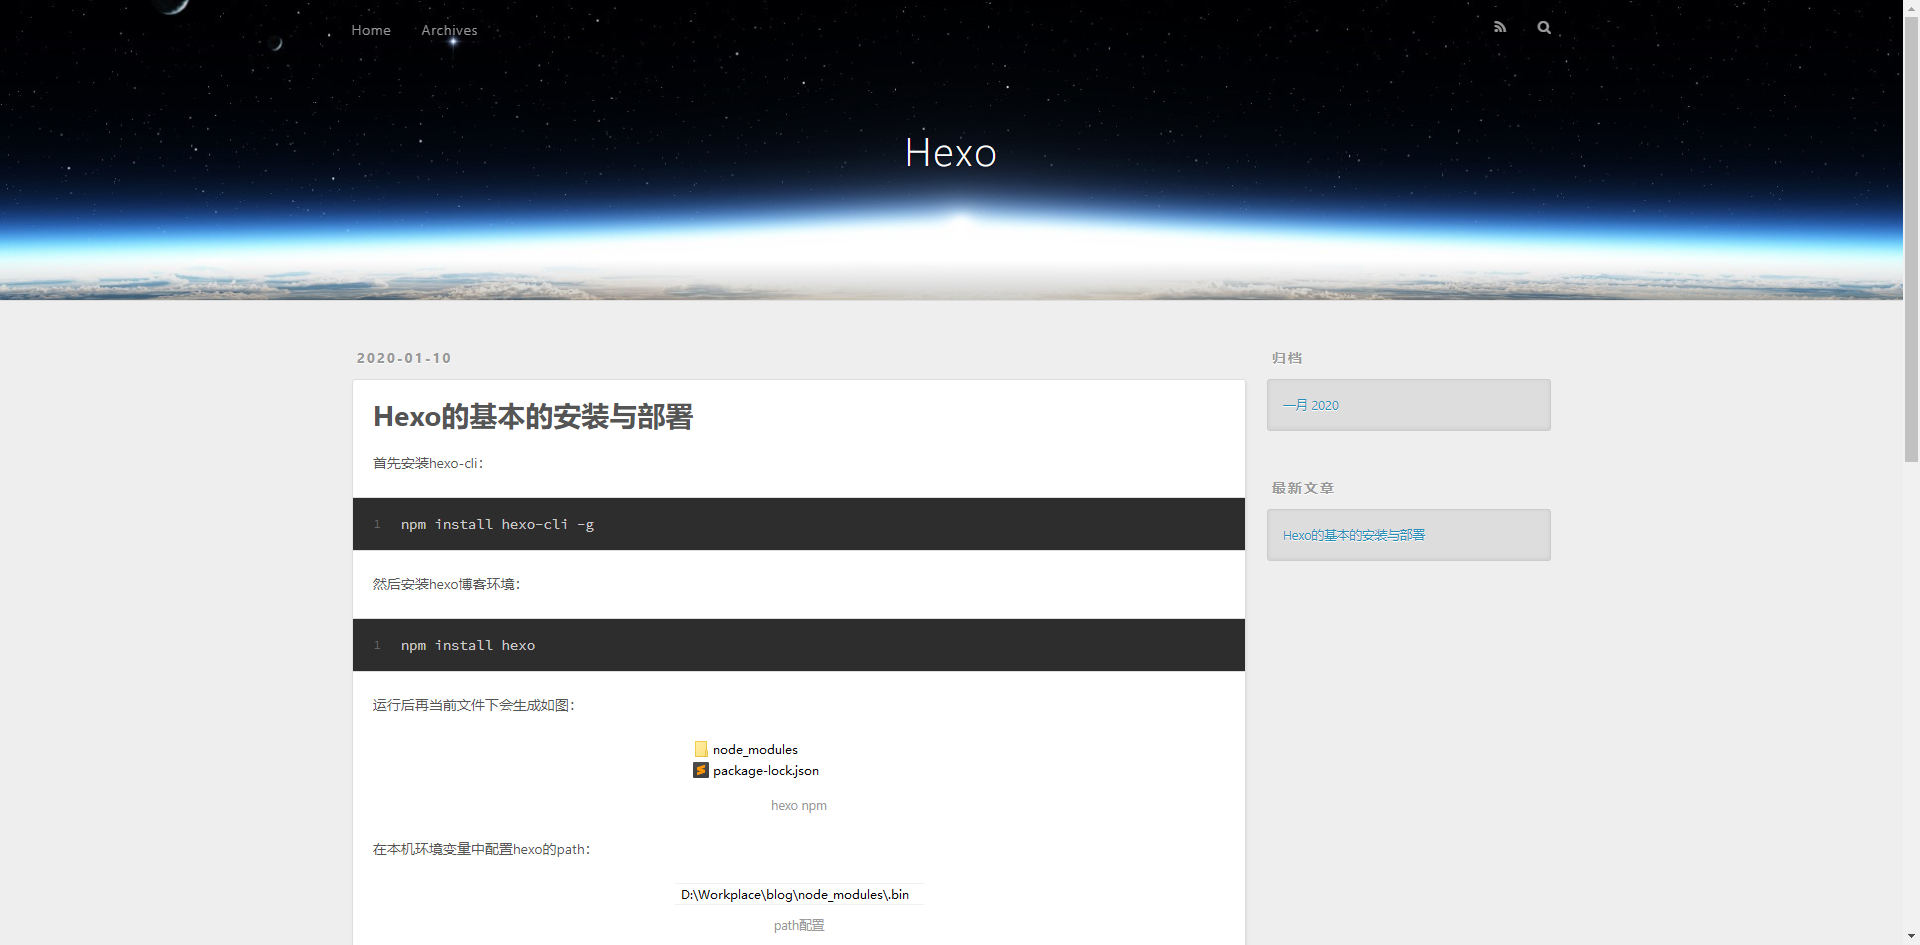 Home Archives
Hexo
2020-01-10
Hexo的基本的安装与部署
首先安装hexo-cli：
1 npm install hexo-cli -g
然后安装hexo博客环境：
1 npm install hexo
运行后再当前文件下会生成如图：
node_modules
package-lock.json
hexo npm
在本机环境变量中配置hexo的path：
D:\Workplace\blog\node_modules\.bin
path配置
归档
一月 2020
最新文章
Hexo的基本的安装与部署